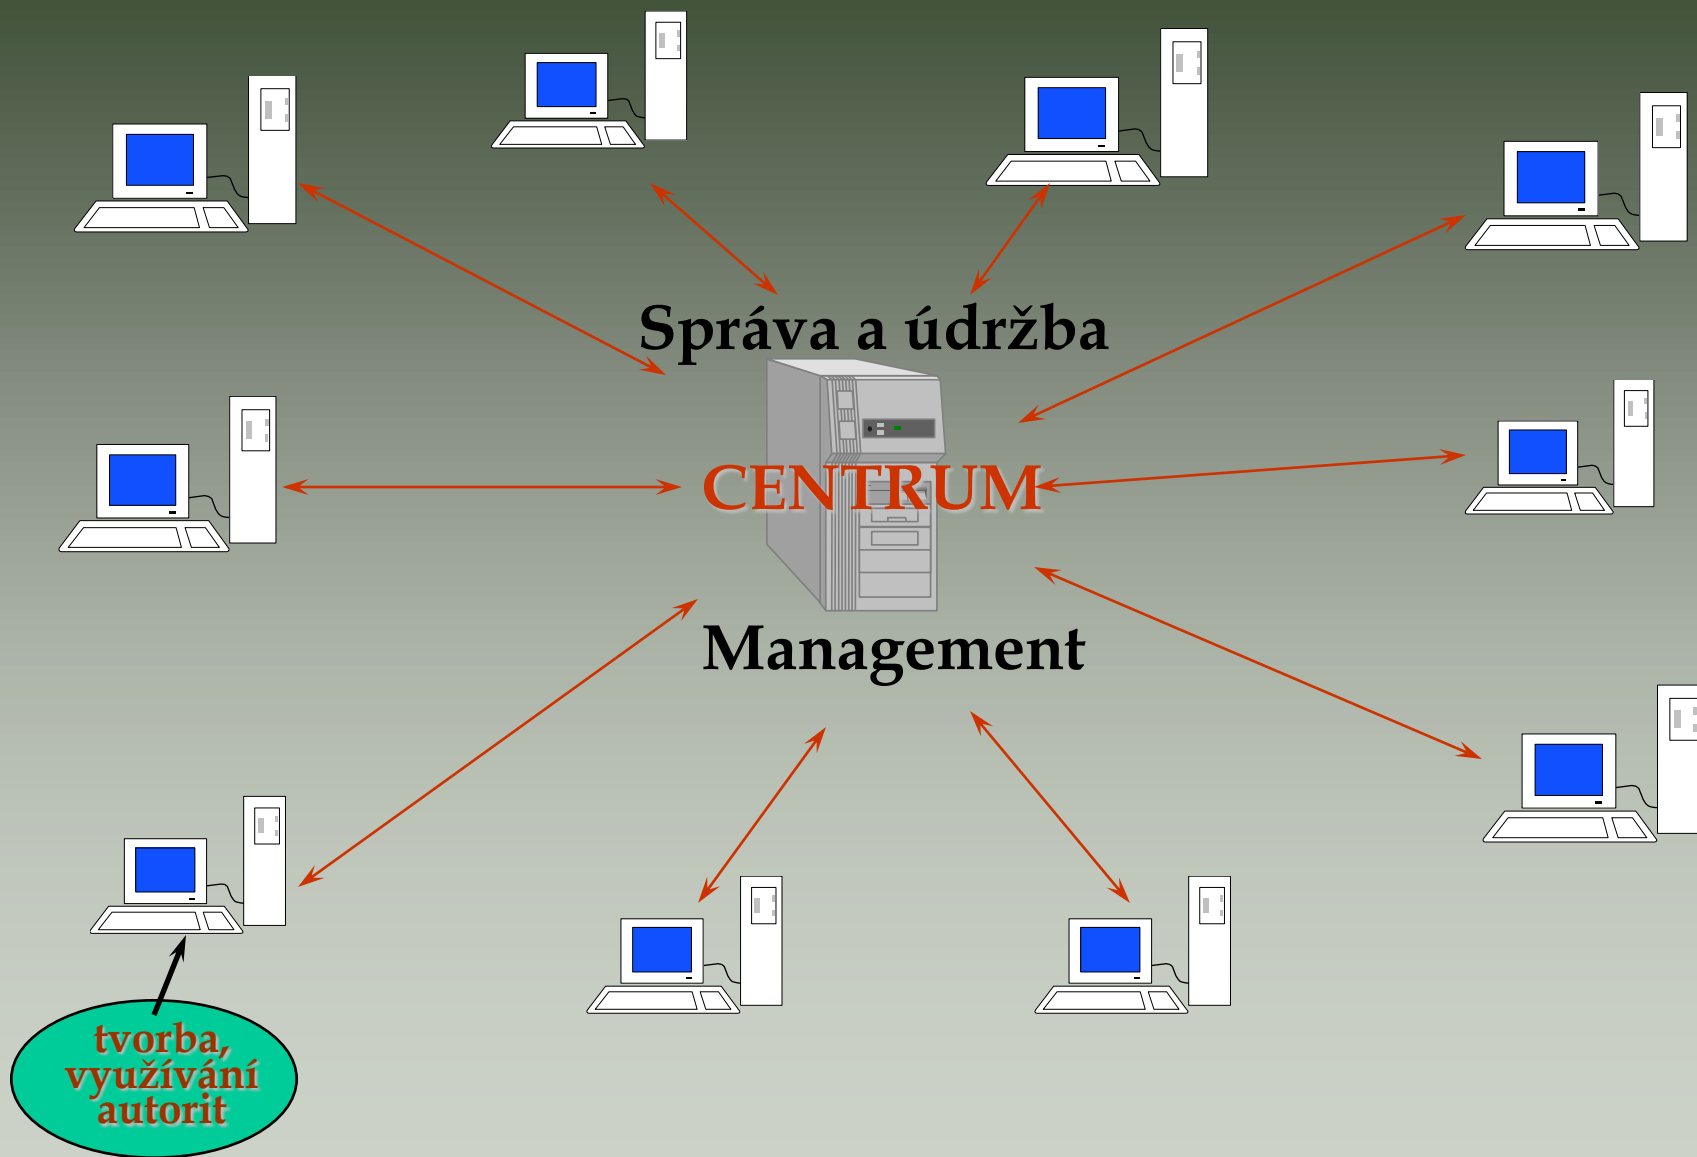 Správa a údržba
CENTRUM
Management
tvorba,
využívání
autorit